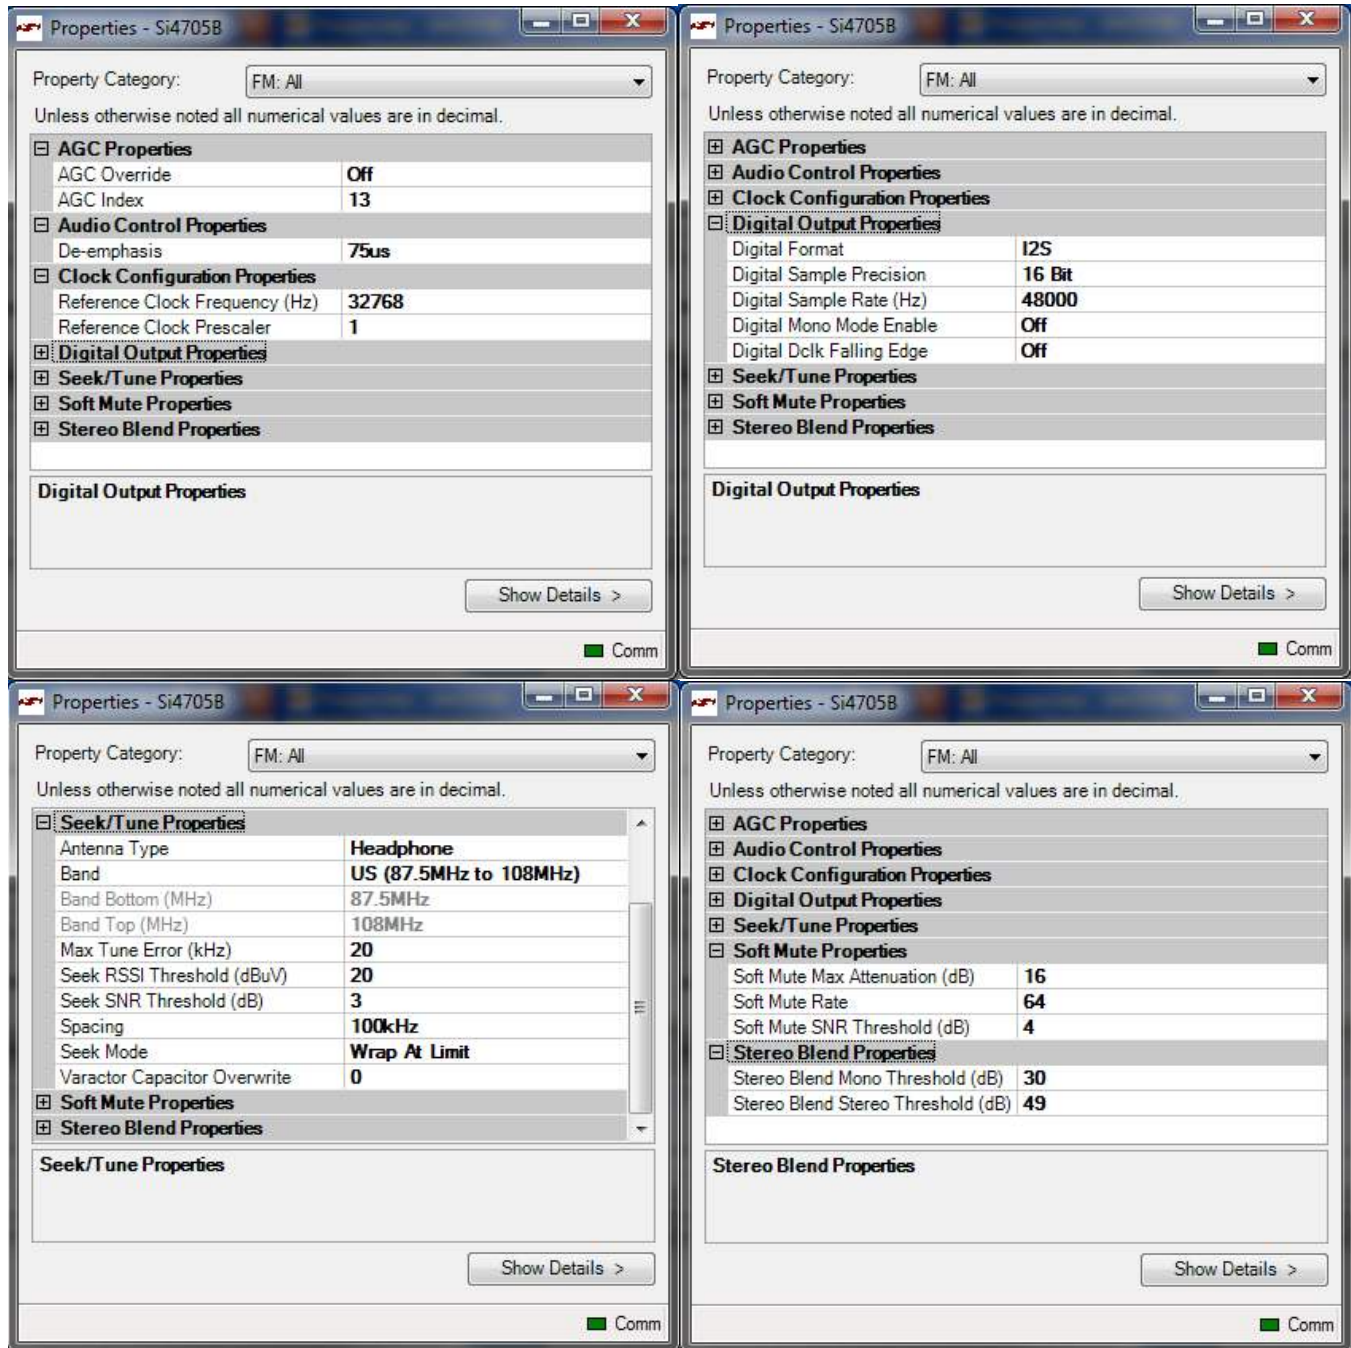 Properties - Si4705B
Property Category: FM: All
Unless otherwise noted all numerical values are in decimal.
AGC Properties
AGC Override Off
AGC Index 13
Audio Control Properties
De-emphasis 75us
Clock Configuration Properties
Reference Clock Frequency (Hz) 32768
Reference Clock Prescaler 1
Digital Output Properties
Seek/Tune Properties
Soft Mute Properties
Stereo Blend Properties
Digital Output Properties
Show Details >
Comm
Properties - Si4705B
Property Category: FM: All
Unless otherwise noted all numerical values are in decimal.
AGC Properties
Audio Control Properties
Clock Configuration Properties
Digital Output Properties
Digital Format I2S
Digital Sample Precision 16 Bit
Digital Sample Rate (Hz) 48000
Digital Mono Mode Enable Off
Digital Dclk Falling Edge Off
Seek/Tune Properties
Soft Mute Properties
Stereo Blend Properties
Digital Output Properties
Show Details >
Comm
Properties - Si4705B
Property Category: FM: All
Unless otherwise noted all numerical values are in decimal.
Seek/Tune Properties
Antenna Type Headphone
Band US (87.5MHz to 108MHz)
Band Bottom (MHz) 87.5MHz
Band Top (MHz) 108MHz
Max Tune Error (kHz) 20
Seek RSSI Threshold (dBuV) 20
Seek SNR Threshold (dB) 3
Spacing 100kHz
Seek Mode Wrap At Limit
Varactor Capacitor Overwrite 0
Soft Mute Properties
Stereo Blend Properties
Seek/Tune Properties
Show Details >
Comm
Properties - Si4705B
Property Category: FM: All
Unless otherwise noted all numerical values are in decimal.
AGC Properties
Audio Control Properties
Clock Configuration Properties
Digital Output Properties
Seek/Tune Properties
Soft Mute Properties
Soft Mute Max Attenuation (dB) 16
Soft Mute Rate 64
Soft Mute SNR Threshold (dB) 4
Stereo Blend Properties
Stereo Blend Mono Threshold (dB) 30
Stereo Blend Stereo Threshold (dB) 49
Stereo Blend Properties
Show Details >
Comm